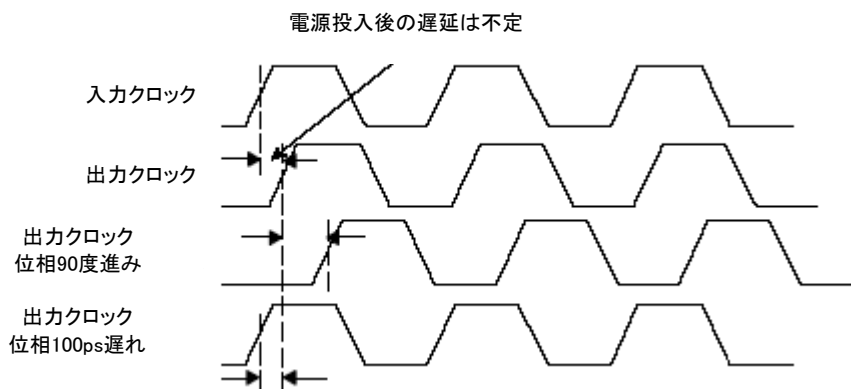 電源投入後の遅延は不定
入力クロック
出力クロック
出力クロック
位相90度進み
出力クロック
位相100ps遅れ